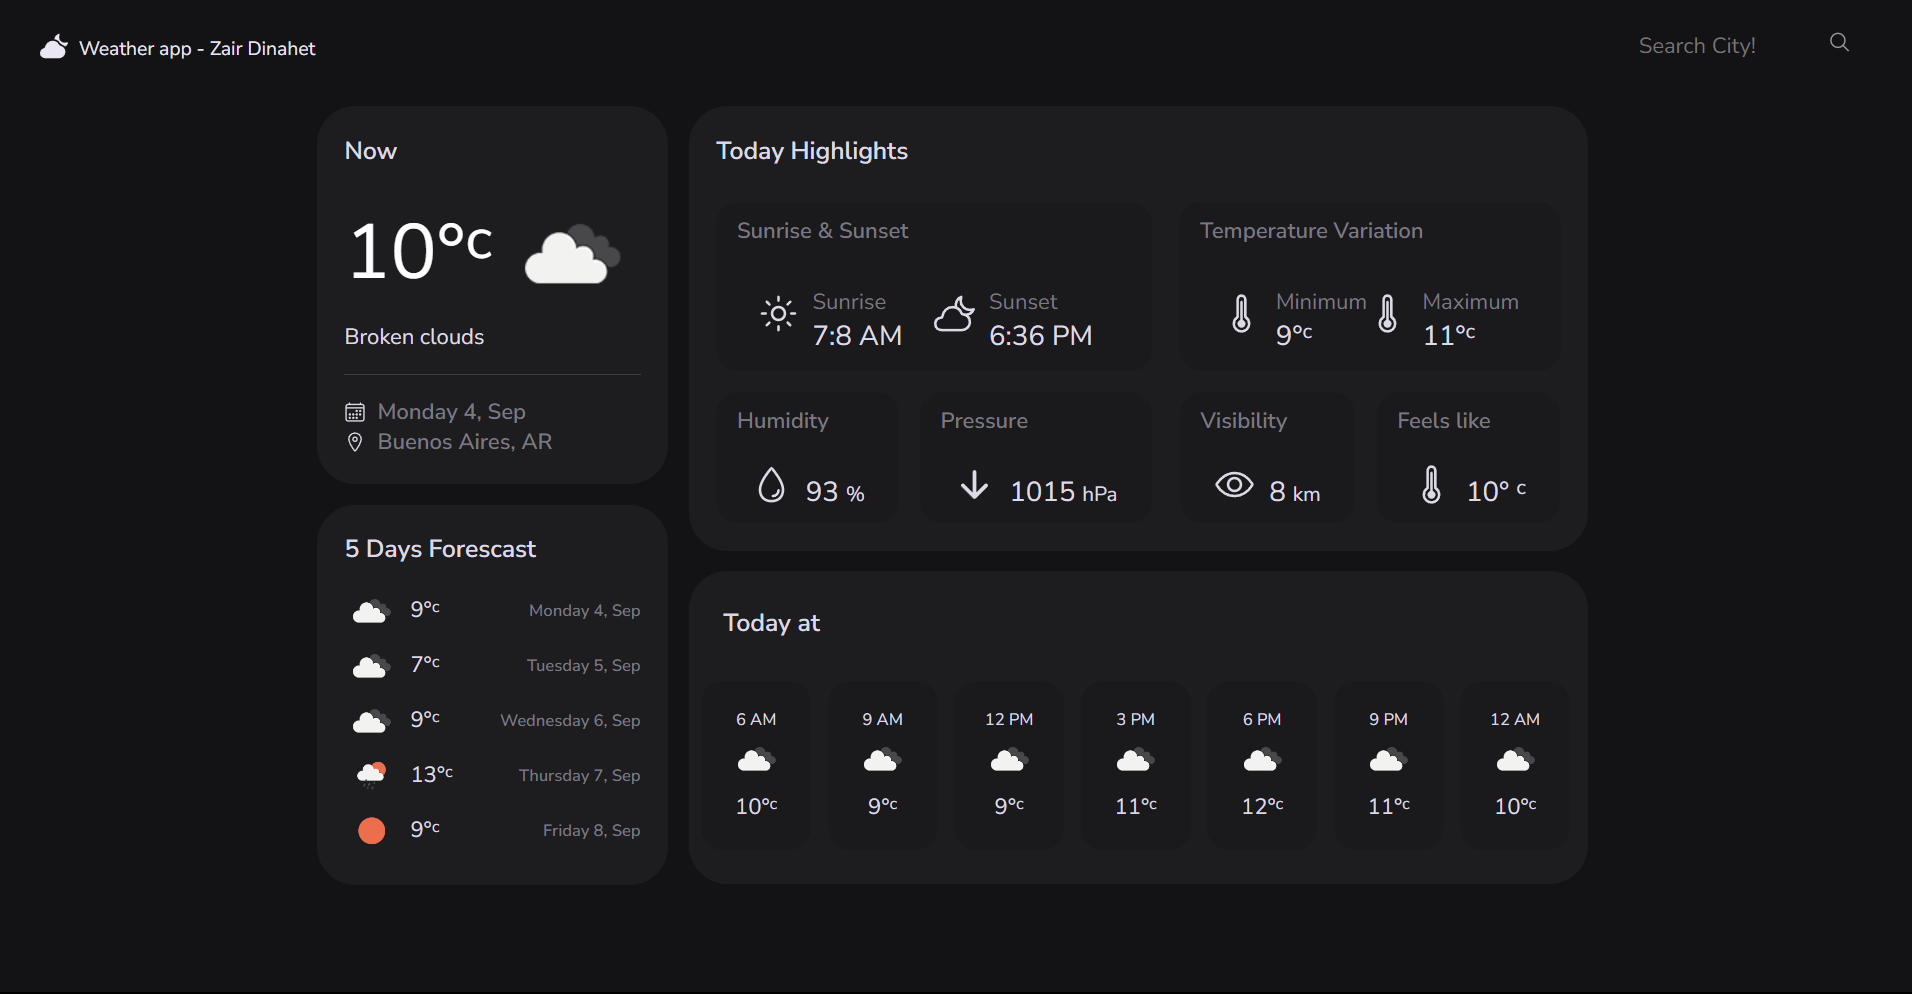 Weather app - Zair Dinahet
Search City!
Now
10°c
Broken clouds
Monday 4, Sep
Buenos Aires, AR
5 Days Forescast
9°c Monday 4, Sep
7°c Tuesday 5, Sep
9°c Wednesday 6, Sep
13°c Thursday 7, Sep
9°c Friday 8, Sep
Today Highlights
Sunrise & Sunset
Sunrise
7:8 AM
Sunset
6:36 PM
Temperature Variation
Minimum
9°c
Maximum
11°c
Humidity
93 %
Pressure
1015 hPa
Visibility
8 km
Feels like
10° c
Today at
6 AM
10°c
9 AM
9°c
12 PM
9°c
3 PM
11°c
6 PM
12°c
9 PM
11°c
12 AM
10°c